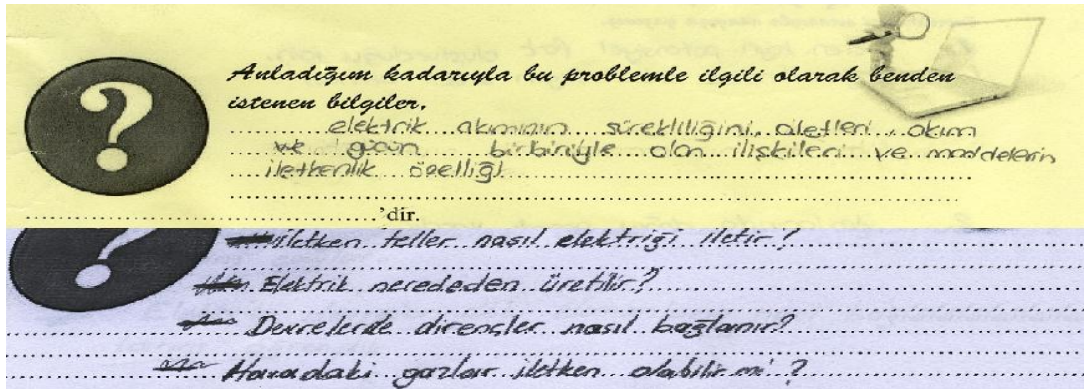 Anladığım kadarıyla bu problemle ilgili olarak benden
istenen bilgiler,
elektrik akımının sürekliliğini, aletleri akım
ve gücün birbiriyle olan ilişkileri ve maddelerin
iletkenlik özelliği
'dir.
iletken teller nasıl elektriği iletir?
Elektrik nerededen üretilir?
Devrelerde dirençler nasıl bağlanır?
Havadaki gazlar iletken olabilir mi?